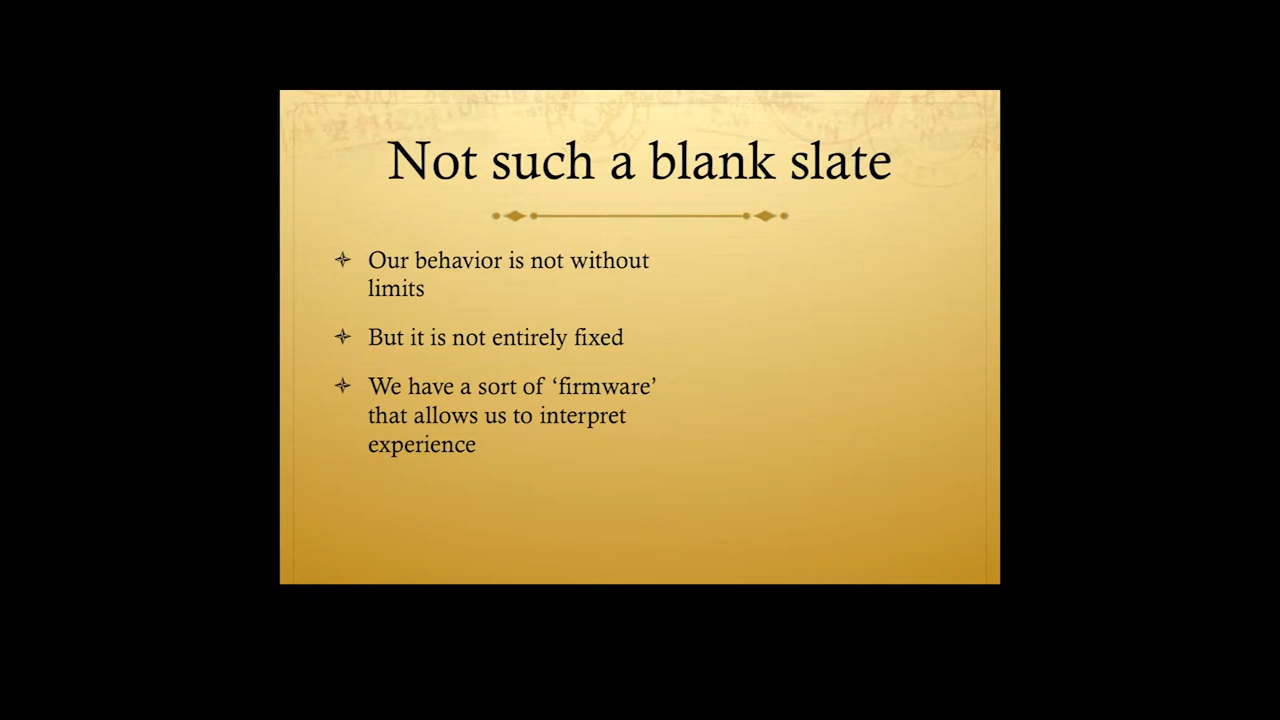 Not such a blank slate
Our behavior is not without
limits
But it is not entirely fixed
We have a sort of ‘firmware’
that allows us to interpret
experience